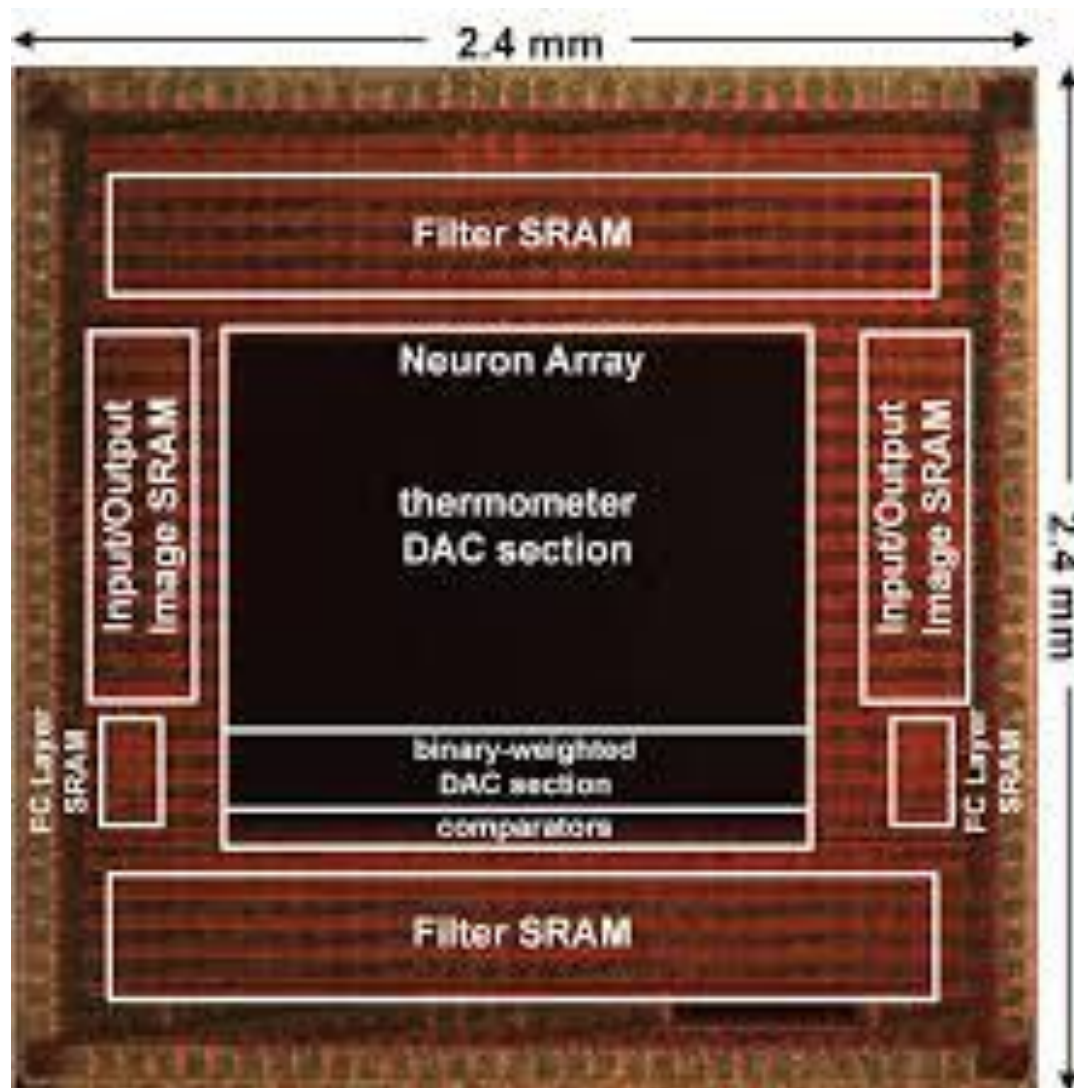 2.4 mm
Filter SRAM
Neuron Array
thermometer
DAC section
Input/Output
Image SRAM
Input/Output
Image SRAM
2.4 mm
binary-weighted
DAC section
comparators
FC Layer
SRAM
FC Layer
SRAM
Filter SRAM